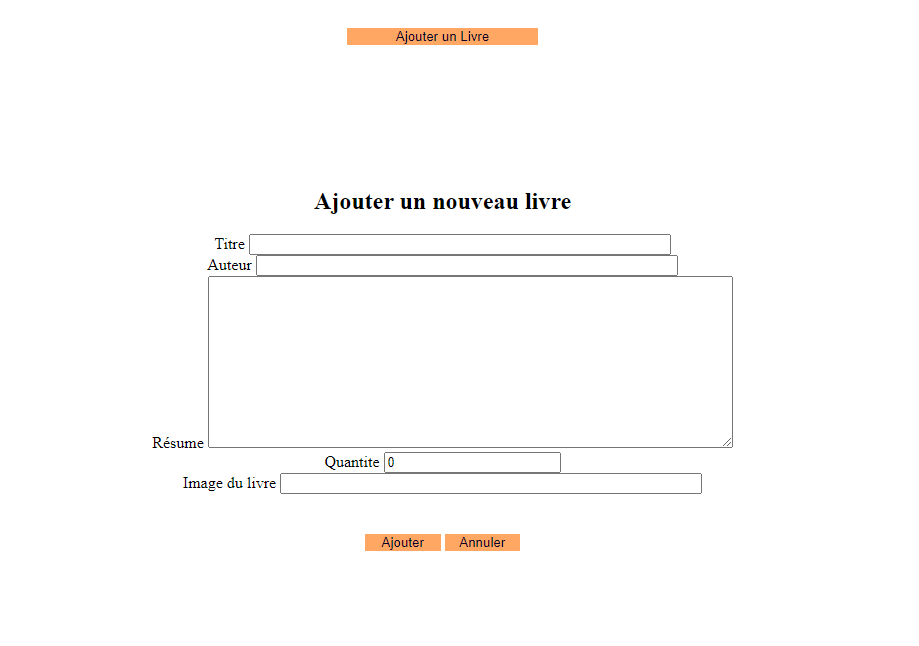 Ajouter un Livre
Ajouter un nouveau livre
Titre
Auteur
Résume
Quantite 0
Image du livre
Ajouter Annuler